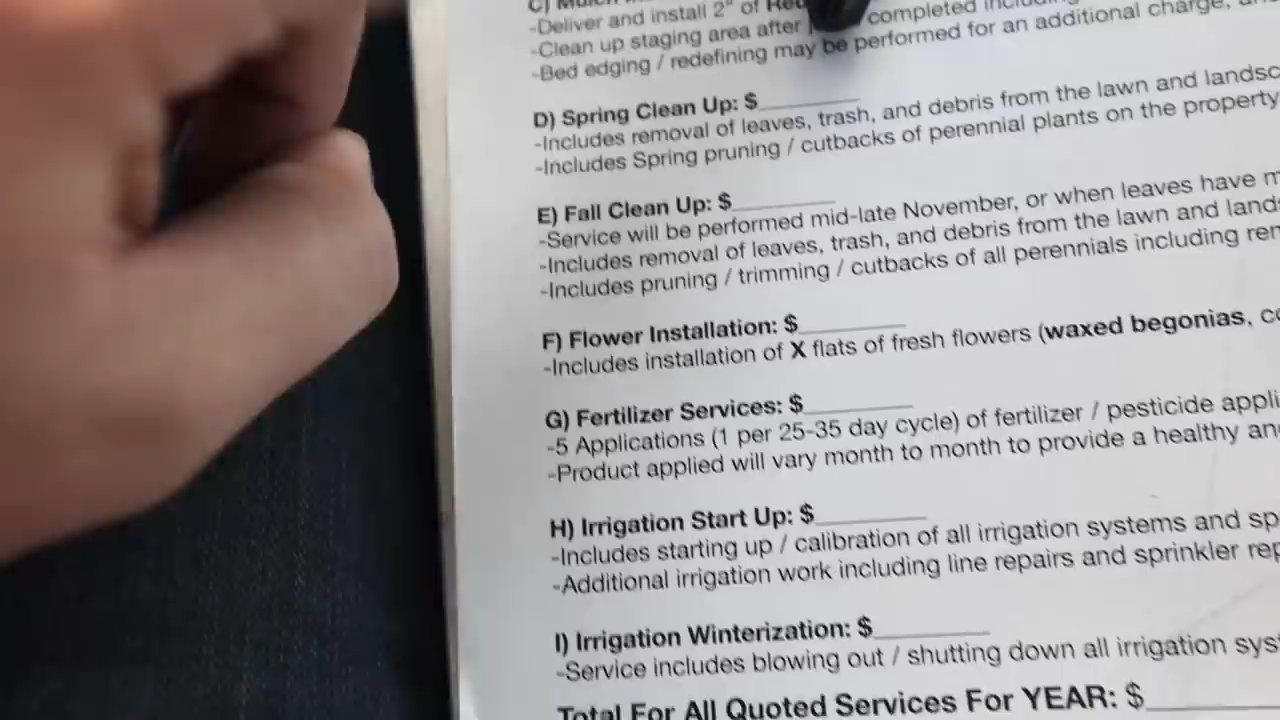 -Deliver and install 2" of
-Clean up staging area after completed
-Bed edging / redefining may be performed for an additional charge,
D) Spring Clean Up: $
-Includes removal of leaves, trash, and debris from the lawn and
-Includes Spring pruning / cutbacks of perennial plants on the property
E) Fall Clean Up: $
-Service will be performed mid-late November, or when leaves have
-Includes removal of leaves, trash, and debris from the lawn and
-Includes pruning / trimming / cutbacks of all perennials including
F) Flower Installation: $
-Includes installation of X flats of fresh flowers (waxed begonias,
G) Fertilizer Services: $
-5 Applications (1 per 25-35 day cycle) of fertilizer / pesticide
-Product applied will vary month to month to provide a healthy
H) Irrigation Start Up: $
-Includes starting up / calibration of all irrigation systems and
-Additional irrigation work including line repairs and sprinkler
I) Irrigation Winterization: $
-Service includes blowing out / shutting down all irrigation
Total For All Quoted Services For YEAR: $